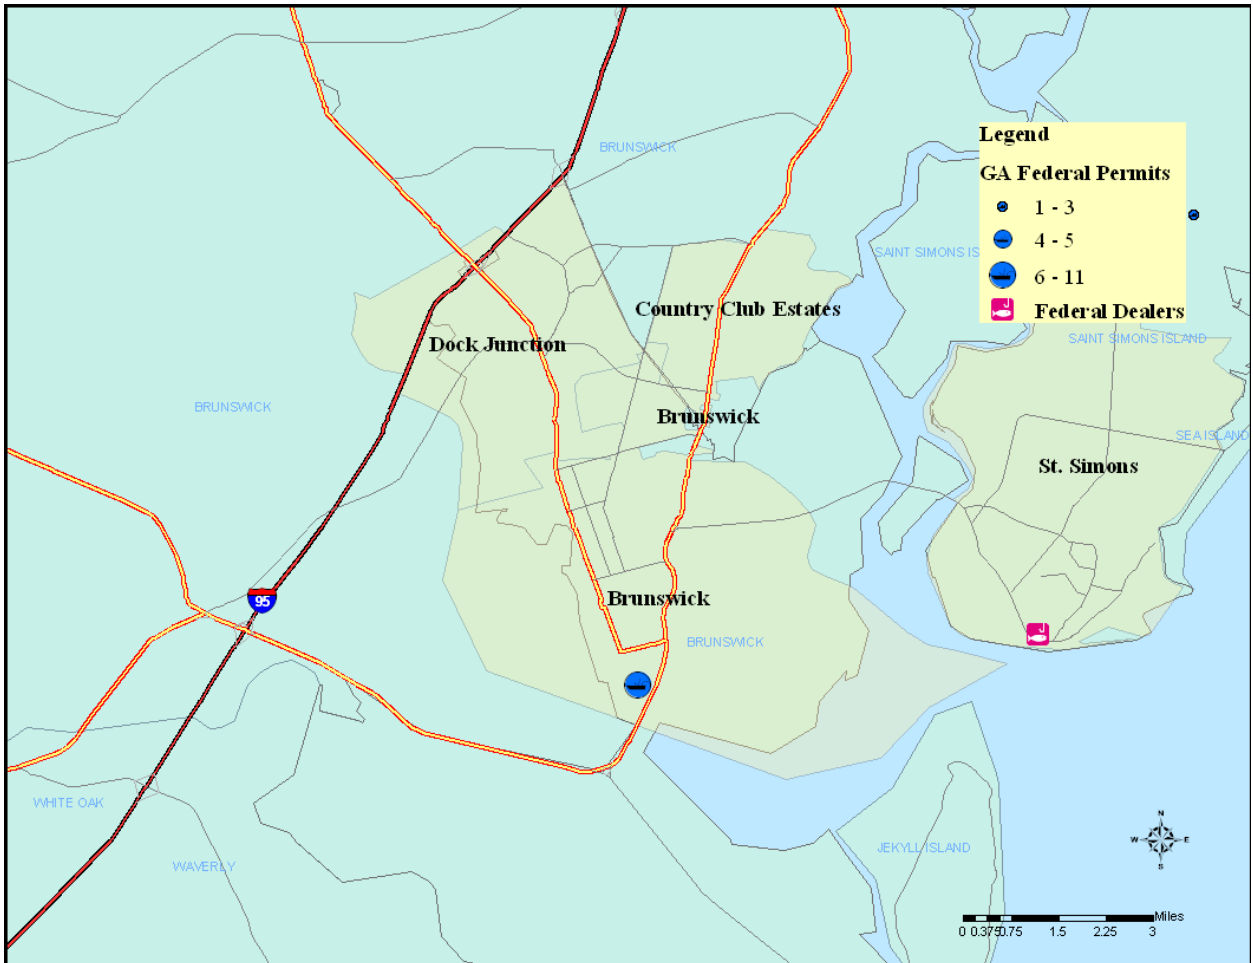 BRUNSWICK
Legend
GA Federal Permits
1 - 3
4 - 5
6 - 11
Federal Dealers
SAINT SIMONS IS
Country Club Estates
Dock Junction
SAINT SIMONS ISLAND
BRUNSWICK
Brunswick
SEA ISLAND
St. Simons
95
Brunswick
BRUNSWICK
WHITE OAK
WAVERLY
JEKYLL ISLAND
N
W E
S
Miles
0 0.375 0.75 1.5 2.25 3